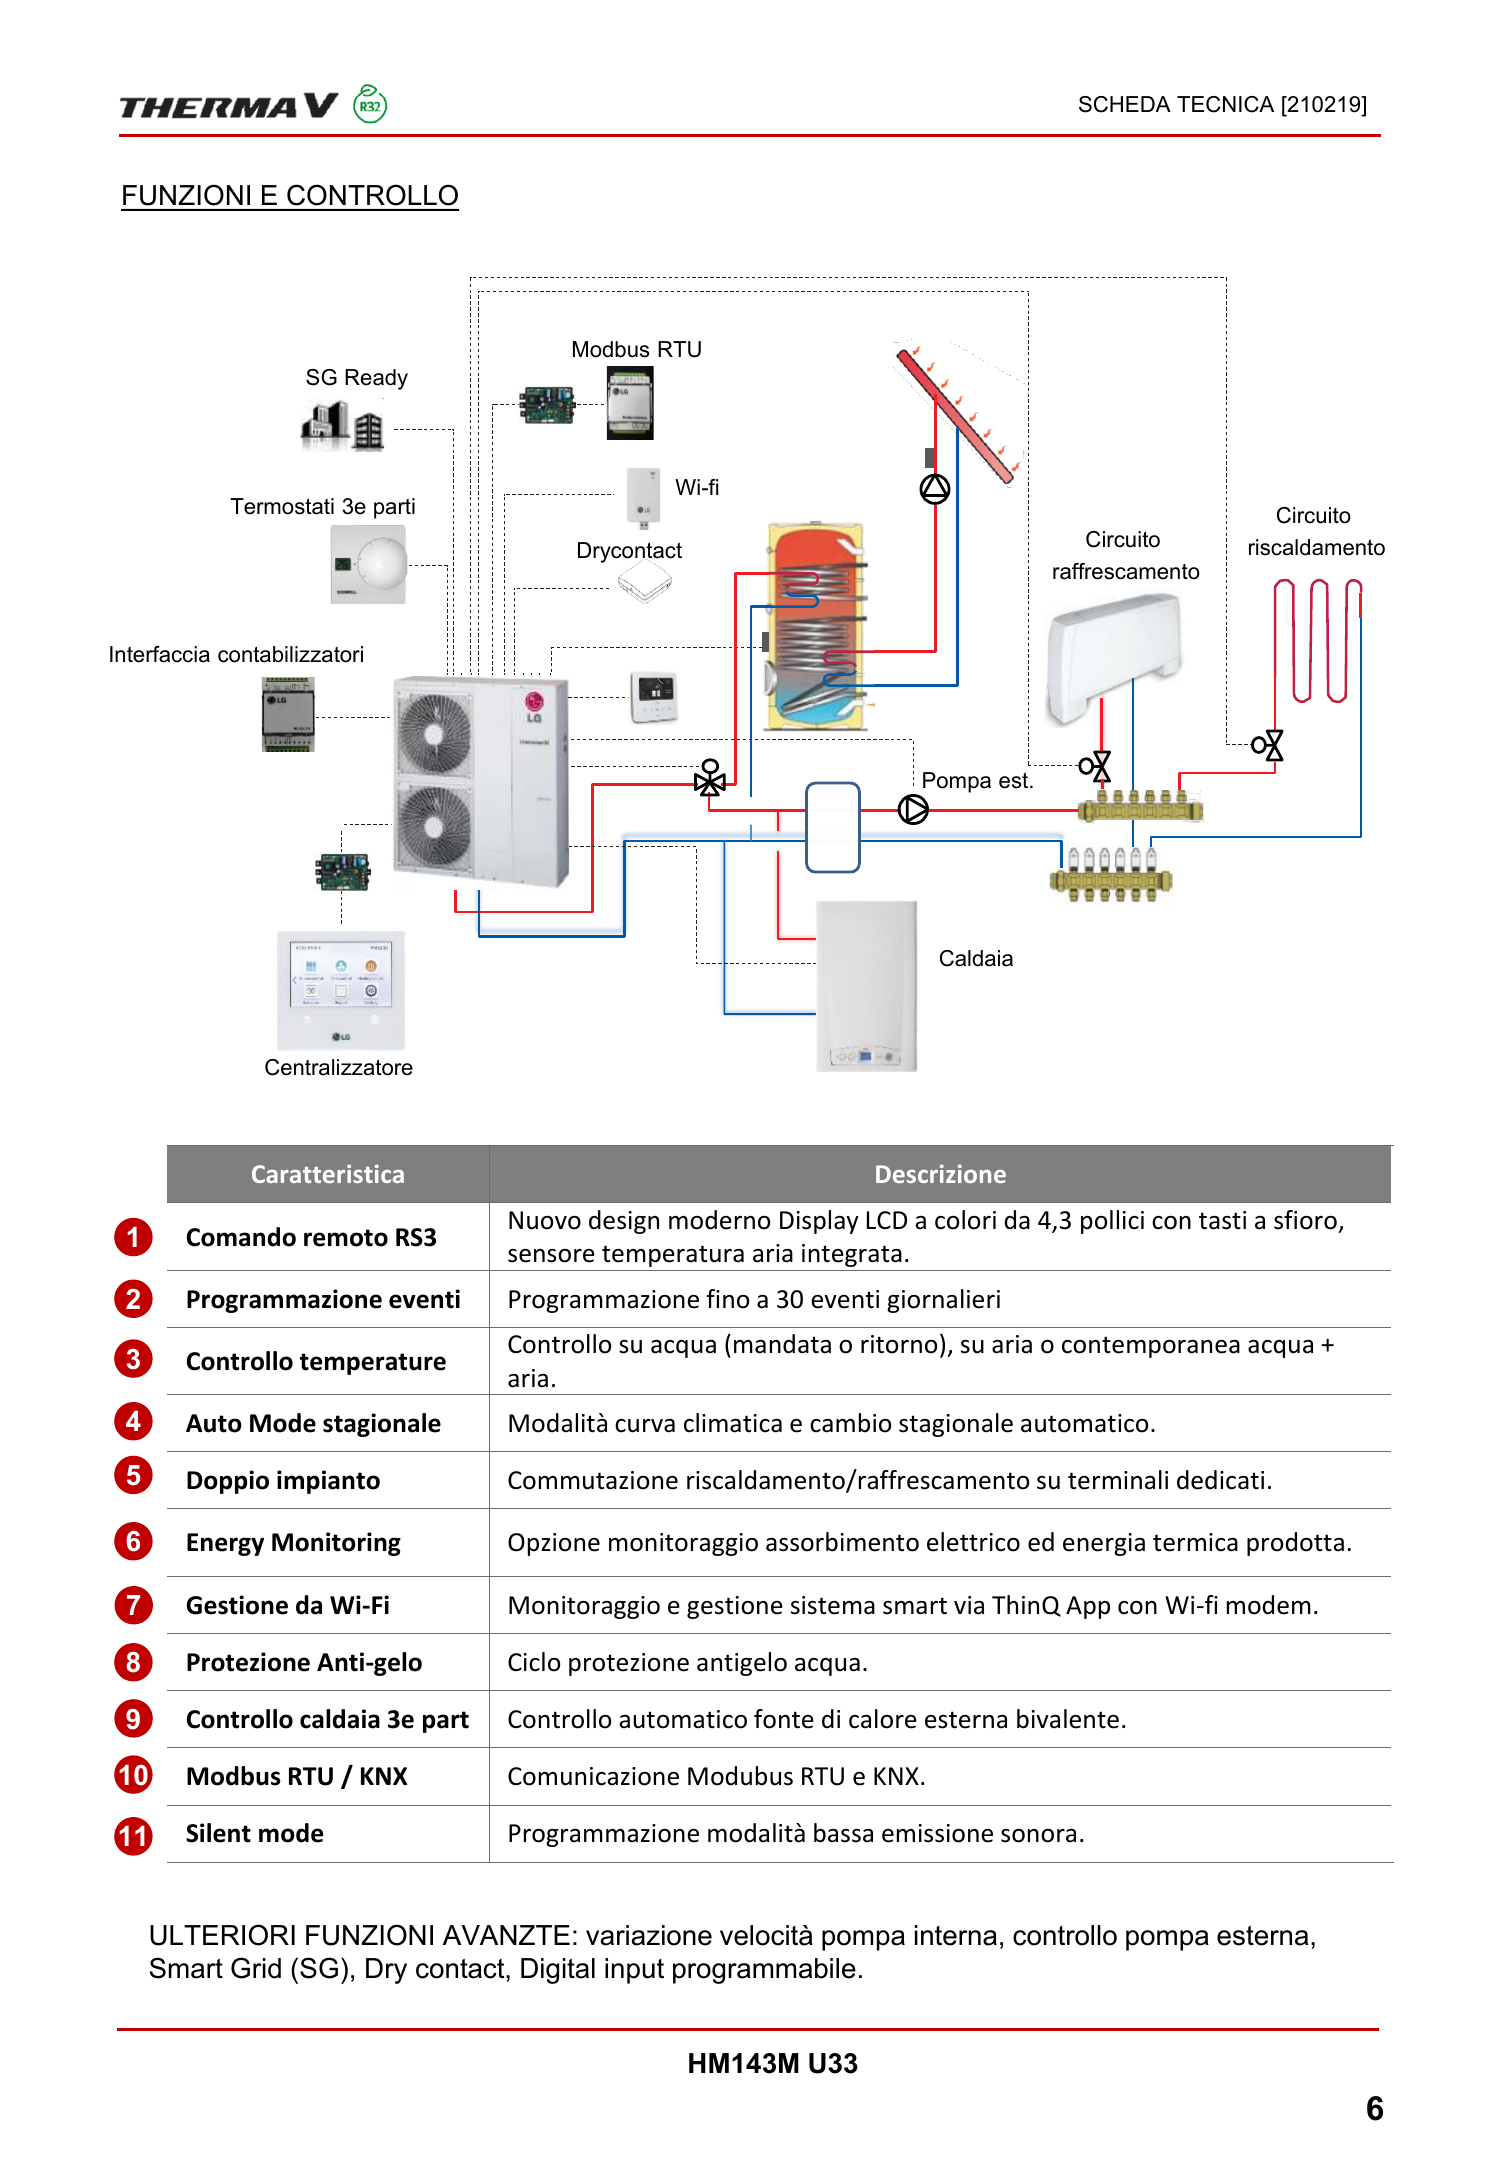 THERMA V R32
SCHEDA TECNICA [210219]
FUNZIONI E CONTROLLO
Modbus RTU
SG Ready
LG
Wi-fi
LG
Termostati 3e parti
Drycontact
Circuito
riscaldamento
Circuito
raffrescamento
Interfaccia contabilizzatori
LG
LG
Pompa est.
Caldaia
LG
Centralizzatore
Caratteristica Descrizione
1 Comando remoto RS3 Nuovo design moderno Display LCD a colori da 4,3 pollici con tasti a sfioro,
sensore temperatura aria integrata.
2 Programmazione eventi Programmazione fino a 30 eventi giornalieri
3 Controllo temperature Controllo su acqua (mandata o ritorno), su aria o contemporanea acqua +
aria.
4 Auto Mode stagionale Modalità curva climatica e cambio stagionale automatico.
5 Doppio impianto Commutazione riscaldamento/raffrescamento su terminali dedicati.
6 Energy Monitoring Opzione monitoraggio assorbimento elettrico ed energia termica prodotta.
7 Gestione da Wi-Fi Monitoraggio e gestione sistema smart via ThinQ App con Wi-fi modem.
8 Protezione Anti-gelo Ciclo protezione antigelo acqua.
9 Controllo caldaia 3e part Controllo automatico fonte di calore esterna bivalente.
10 Modbus RTU / KNX Comunicazione Modubus RTU e KNX.
11 Silent mode Programmazione modalità bassa emissione sonora.
ULTERIORI FUNZIONI AVANZTE: variazione velocità pompa interna, controllo pompa esterna,
Smart Grid (SG), Dry contact, Digital input programmabile.
HM143M U33
6